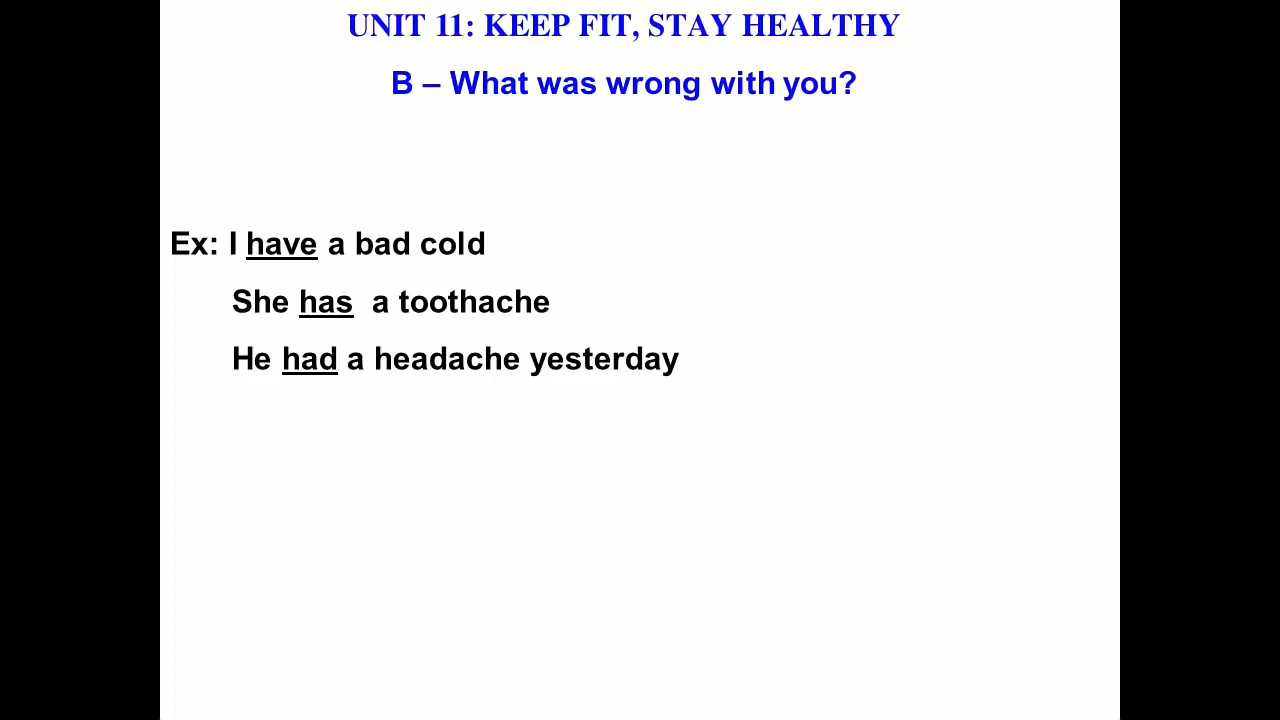 UNIT 11: KEEP FIT, STAY HEALTHY
B – What was wrong with you?
Ex: I have a bad cold
She has a toothache
He had a headache yesterday